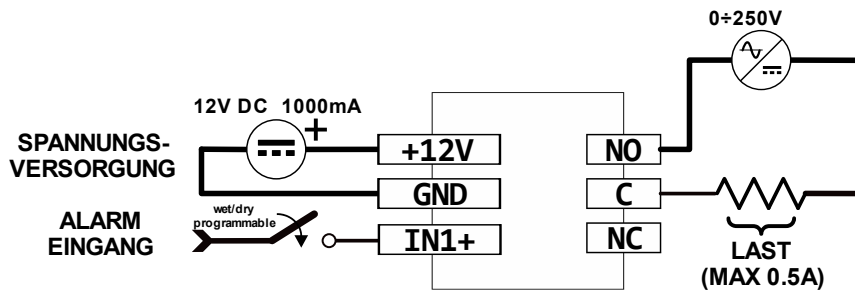 0÷250V
12V DC 1000mA
+
SPANNUNGS-
VERSORGUNG
+12V
NO
GND
C
ALARM
EINGANG
wet/dry
programmable
IN1+
NC
LAST
(MAX 0.5A)